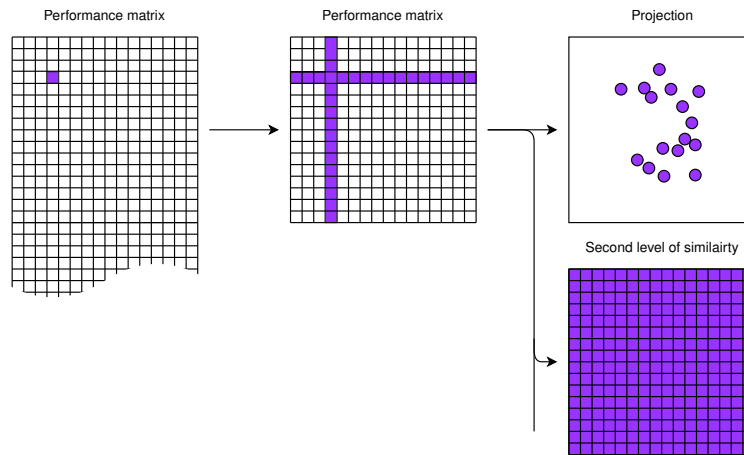 Performance matrix
Performance matrix
Projection
Second level of similairty